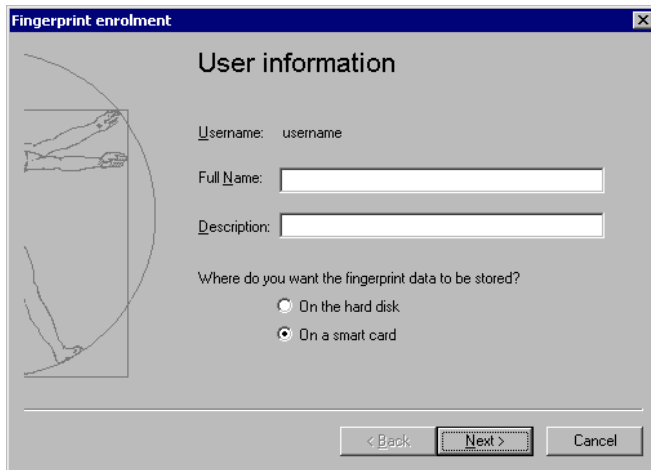 Fingerprint enrolment
User information
Username: username
Full Name:
Description:
Where do you want the fingerprint data to be stored?
On the hard disk
On a smart card
< Back Next > Cancel